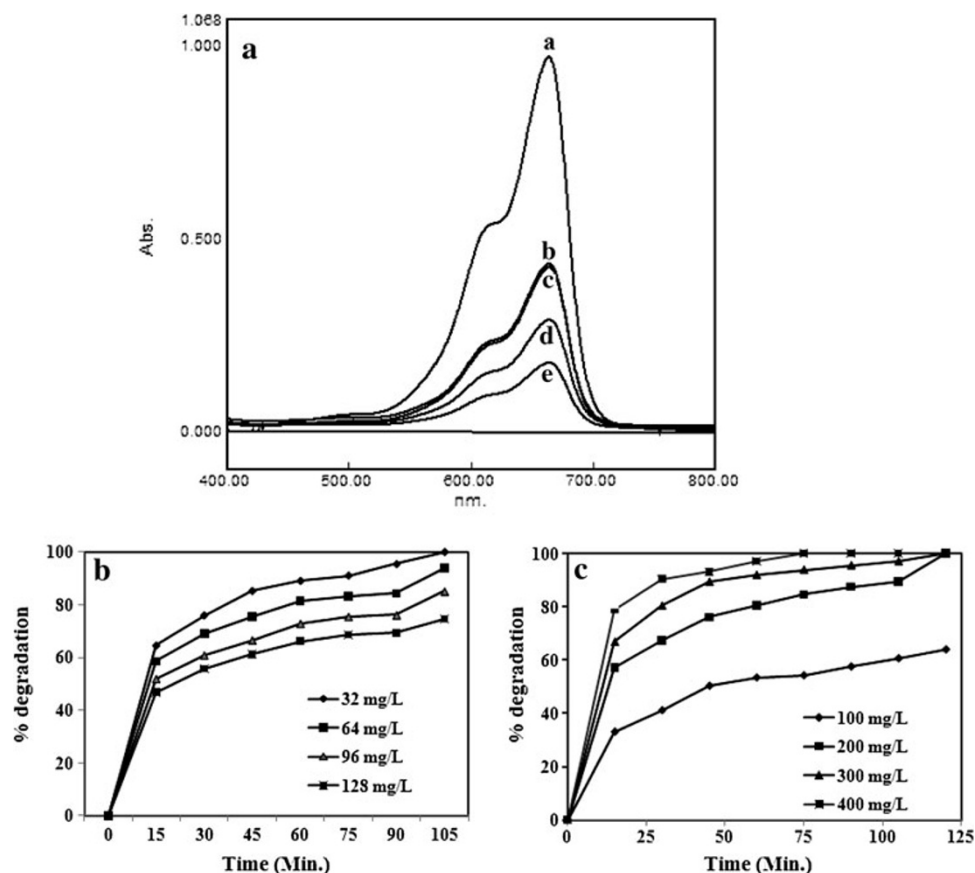 1.068
1.000
a
a
0.500
Abs.
b
c
d
e
0.000
400.00 500.00 600.00 700.00 800.00
nm.
b
100
80
60
40
20
0
% degradation
32 mg/L
64 mg/L
96 mg/L
128 mg/L
0 15 30 45 60 75 90 105
Time (Min.)
c
100
80
60
40
20
0
% degradation
100 mg/L
200 mg/L
300 mg/L
400 mg/L
0 25 50 75 100 125
Time (Min.)